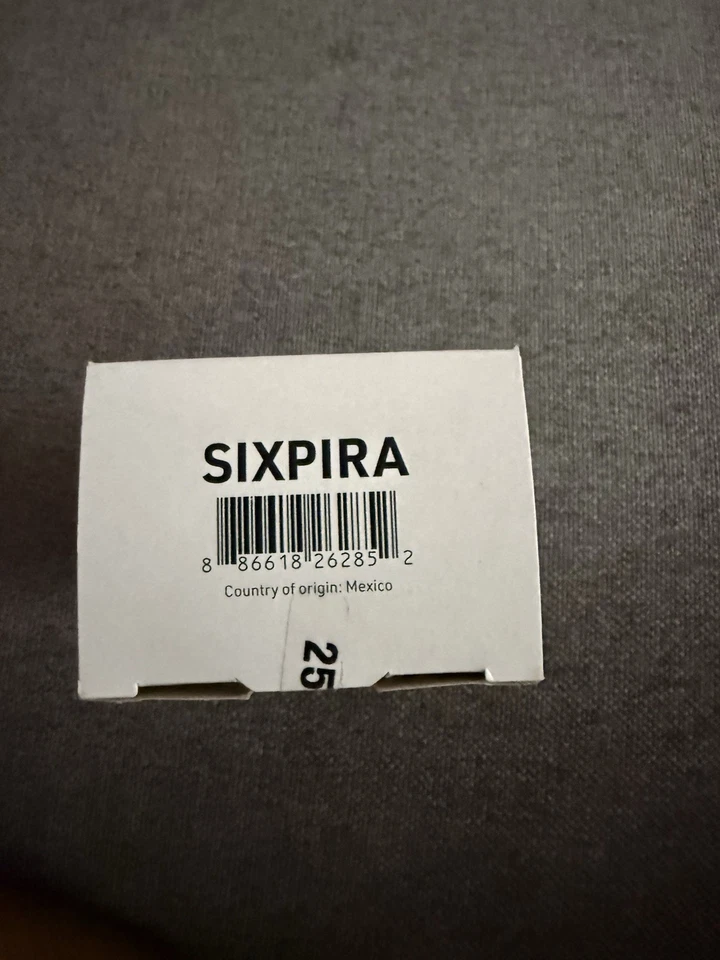 SIXPIRA
8 86618 26285 2
Country of origin: Mexico
25